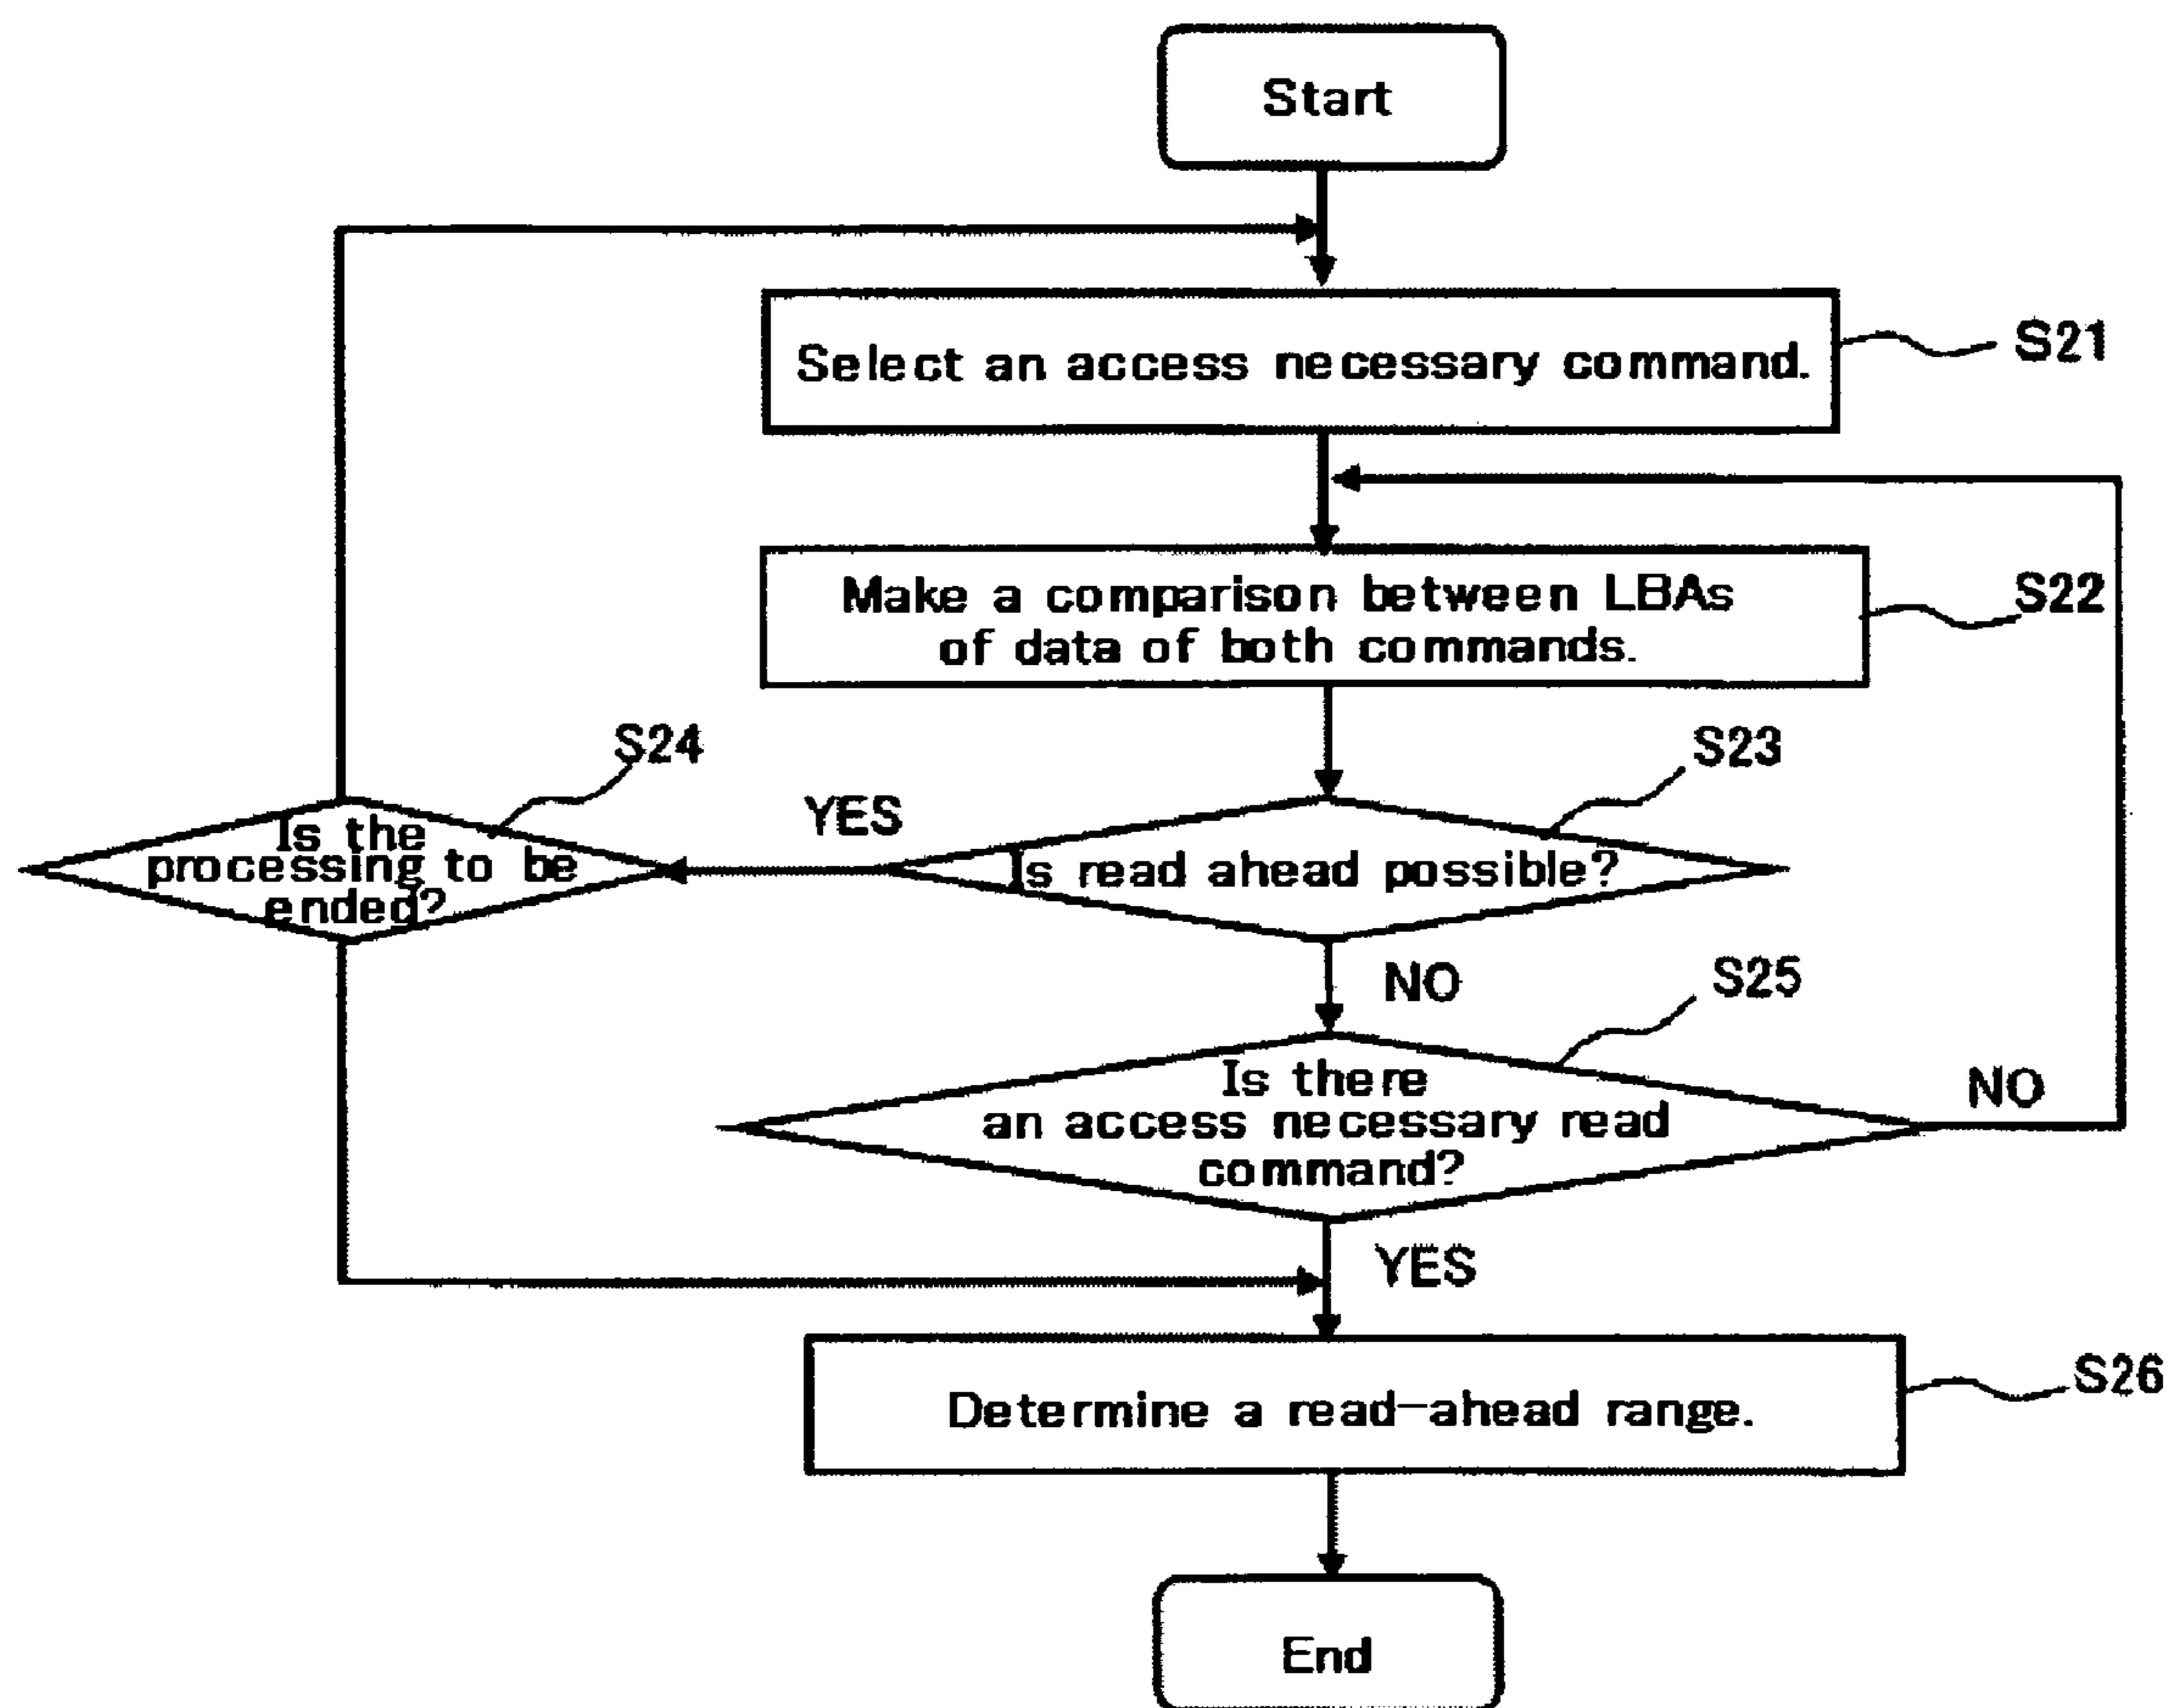 Start
Select an access necessary command.
S21
Make a comparison between LBAs
of data of both commands.
S22
S24
S23
YES
Is the
processing to be
ended?
Is read ahead possible?
NO
S25
Is there
an access necessary read
command?
NO
YES
Determine a read-ahead range.
S26
End